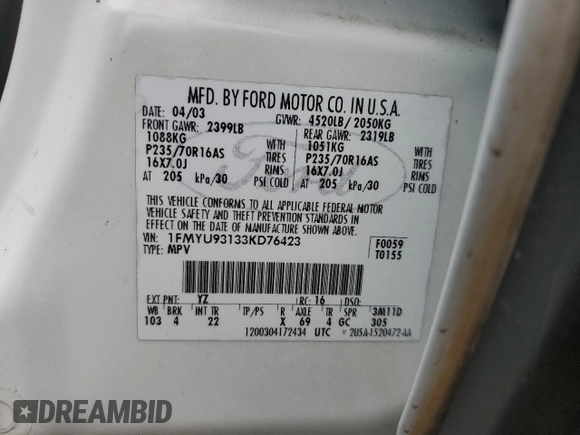 MFD. BY FORD MOTOR CO. IN U.S.A.
DATE: 04/03 GVWR: 4520LB/ 2050KG
FRONT GAWR: 2399LB REAR GAWR: 2319LB
1088KG WITH 1051KG WITH
P235/70R16AS TIRES P235/70R16AS TIRES
16X7.0J RIMS 16X7.0J RIMS
AT 205 kPa/30 PSI COLD AT 205 kPa/30 PSI COLD
Ford
THIS VEHICLE CONFORMS TO ALL APPLICABLE FEDERAL MOTOR
VEHICLE SAFETY AND THEFT PREVENTION STANDARDS IN
EFFECT ON THE DATE OF MANUFACTURE SHOWN ABOVE.
VIN: 1FMYU93133KD76423 F0059
TYPE: MPV T0155
EXT PNT: YZ RC: 16 DSO:
WB BRK INT TR TP/PS R AXLE TR SPR 3M11D
103 4 22 X 69 4 GC 305
1200304172434 UTC 2U5A-1520472-AA
DREAMBID